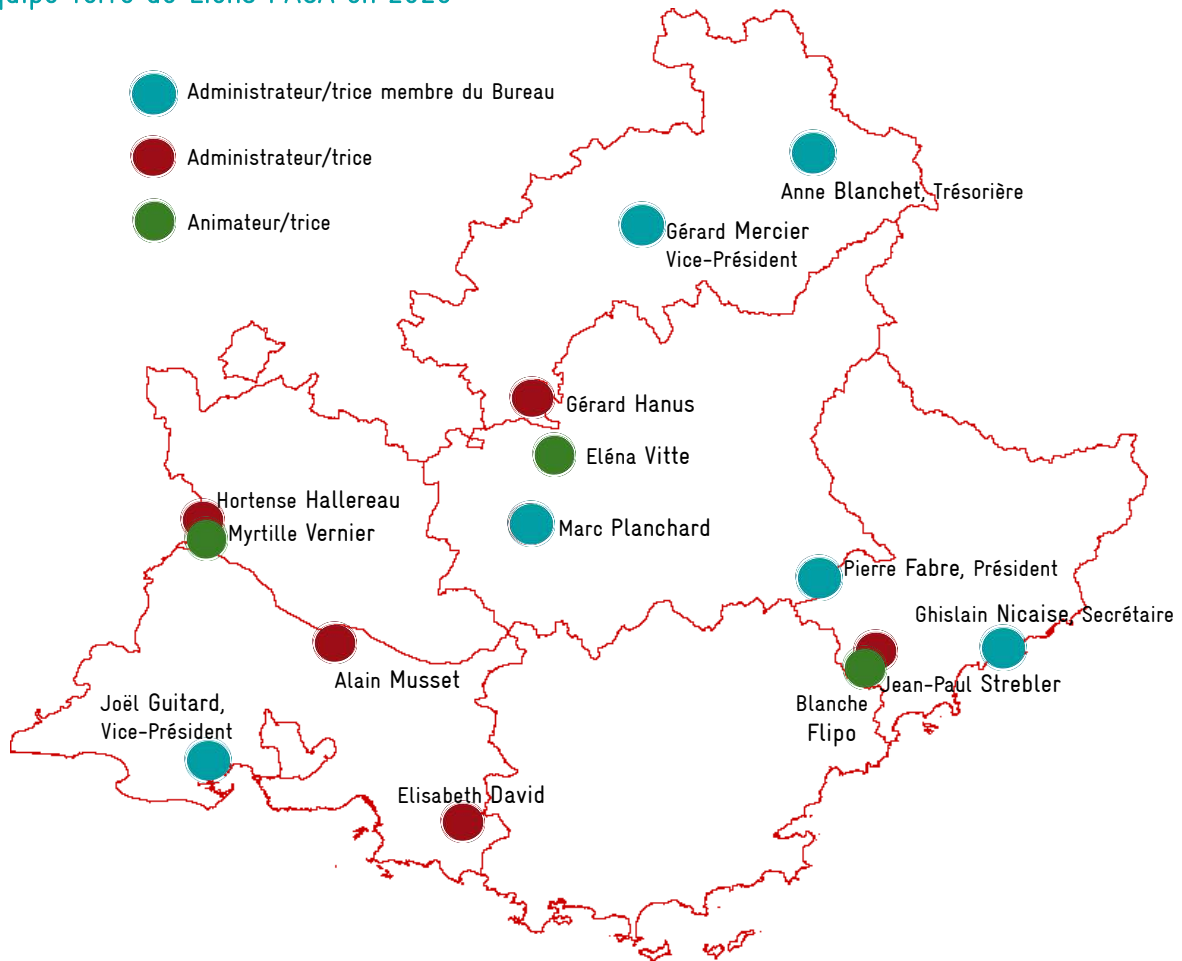 Administrateur/trice membre du Bureau
Administrateur/trice
Animateur/trice
Anne Blanchet, Trésorière
Gérard Mercier
Vice-Président
Gérard Hanus
Eléna Vitte
Marc Planchard
Hortense Hallereau
Myrtille Vernier
Pierre Fabre, Président
Ghislain Nicaise, Secrétaire
Alain Musset
Jean-Paul Strebler
Blanche
Flipo
Joël Guitard,
Vice-Président
Elisabeth David